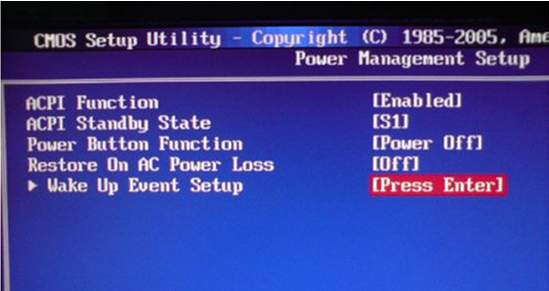 CMOS Setup Utility - Copyright (C) 1985-2005, Ame
Power Management Setup
ACPI Function [Enabled]
ACPI Standby State [S1]
Power Button Function [Power Off]
Restore On AC Power Loss [Off]
▶ Wake Up Event Setup [Press Enter]